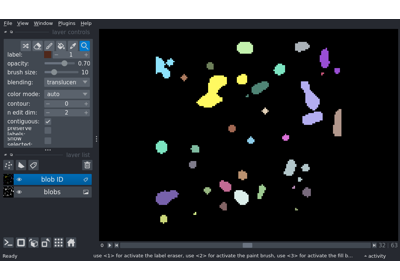 File View Window Plugins Help
layer controls
label: 1
opacity: 0.70
brush size: 10
blending: translucen
color mode: auto
contour: 0
n edit dim: 2
contiguous:
preserve labels:
show selected:
layer list
blob ID
blobs
32 63
Ready
use <1> for activate the label eraser, use <2> for activate the paint brush, use <3> for activate the fill b...
activity